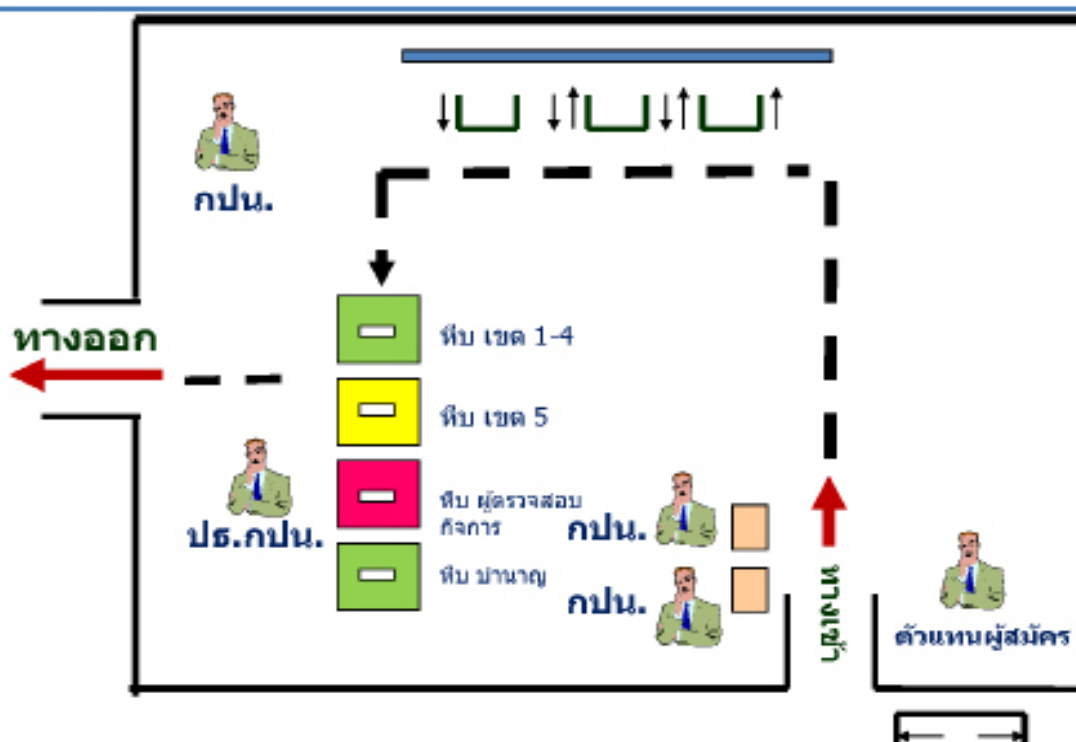 กปน.
ทางออก
หีบ เขต 1-4
หีบ เขต 5
หีบ ผู้ตรวจสอบ
กิจการ
ปธ.กปน.
กปน.
หีบ บำนาญ
กปน.
ทางเข้า
ตัวแทนผู้สมัคร